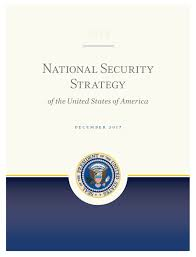 NATIONAL SECURITY
STRATEGY
of the United States of America
DECEMBER 2017